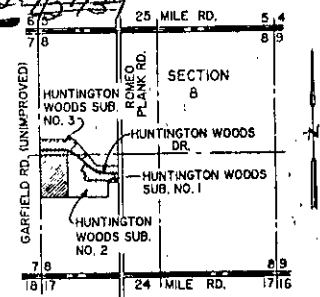 6 5
25 MILE RD.
5 4
7 8
8 9
GARFIELD RD. (UNIMPROVED)
ROMEO
PLANK RD.
SECTION
8
HUNTINGTON
WOODS SUB.
NO. 3
HUNTINGTON WOODS
DR.
HUNTINGTON WOODS
SUB. NO. 1
HUNTINGTON
WOODS SUB.
NO. 2
7 8
8 9
18 17
24 MILE RD.
17 16